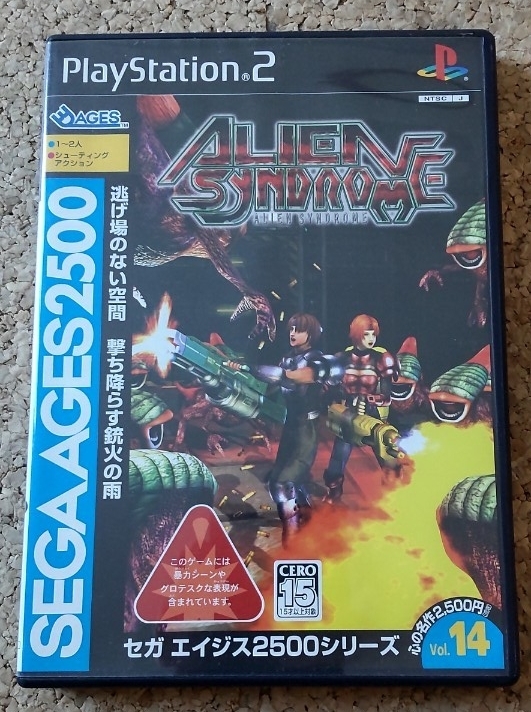 PlayStation®2
NTSC J
AGES™
1～2人
シューティング
アクション
ALIEN
SYNDROME
ALIEN SYNDROME
SEGA AGES 2500
逃げ場のない空間 撃ち降らす銃火の雨
このゲームには
暴力シーンや
グロテスクな表現が
含まれています。
CERO
15
15才以上対象
心の名作2,500円
Vol. 14
セガ エイジス2500シリーズ